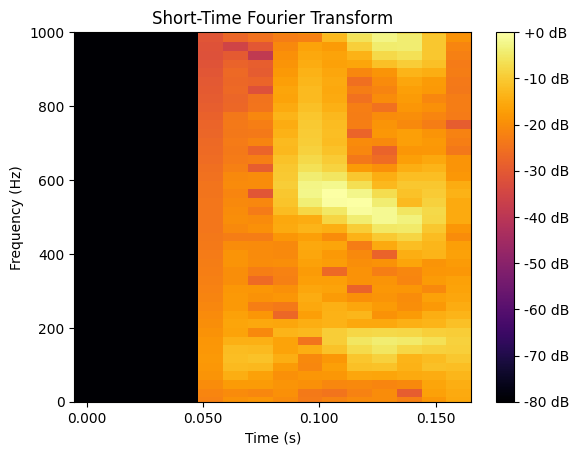 Short-Time Fourier Transform
1000
800
600
400
200
0
Frequency (Hz)
0.000
0.050
0.100
0.150
Time (s)
+0 dB
-10 dB
-20 dB
-30 dB
-40 dB
-50 dB
-60 dB
-70 dB
-80 dB